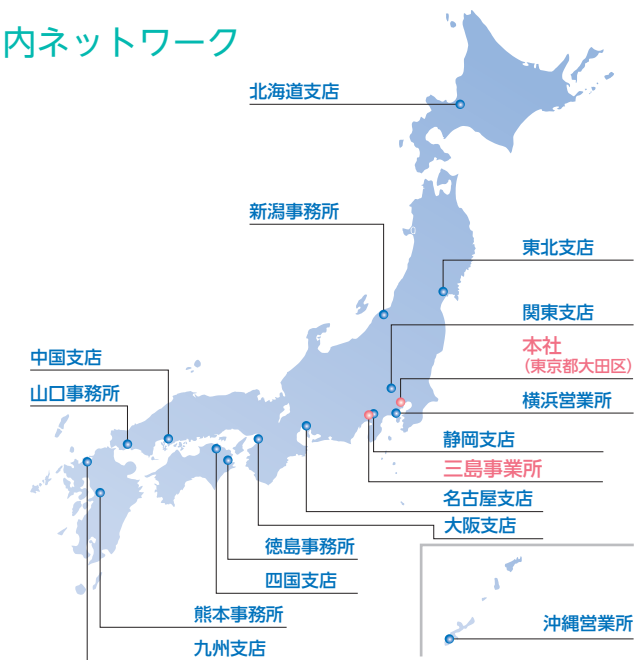 内ネットワーク
北海道支店
新潟事務所
東北支店
関東支店
本社
(東京都大田区)
横浜営業所
中国支店
山口事務所
静岡支店
三島事業所
名古屋支店
大阪支店
徳島事務所
四国支店
熊本事務所
九州支店
沖縄営業所